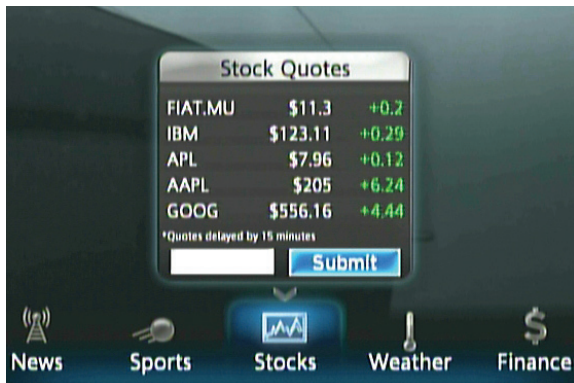 Stock Quotes
FIAT.MU $11.3 +0.2
IBM $123.11 +0.29
APL $7.96 +0.12
AAPL $205 +6.24
GOOG $556.16 +4.44
*Quotes delayed by 15 minutes
Submit
News Sports Stocks Weather Finance